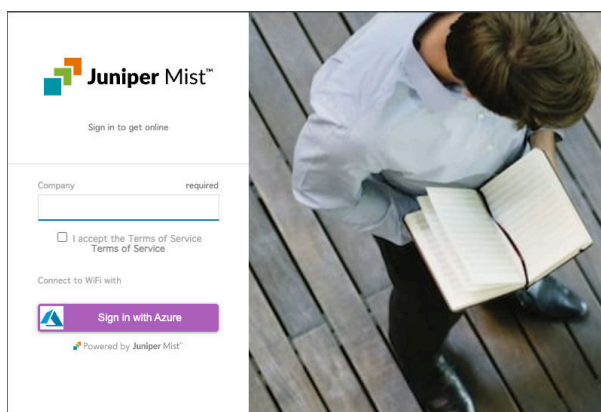 Juniper Mist™
Sign in to get online
Company required
I accept the Terms of Service
Terms of Service
Connect to WiFi with
Sign in with Azure
Powered by Juniper Mist™